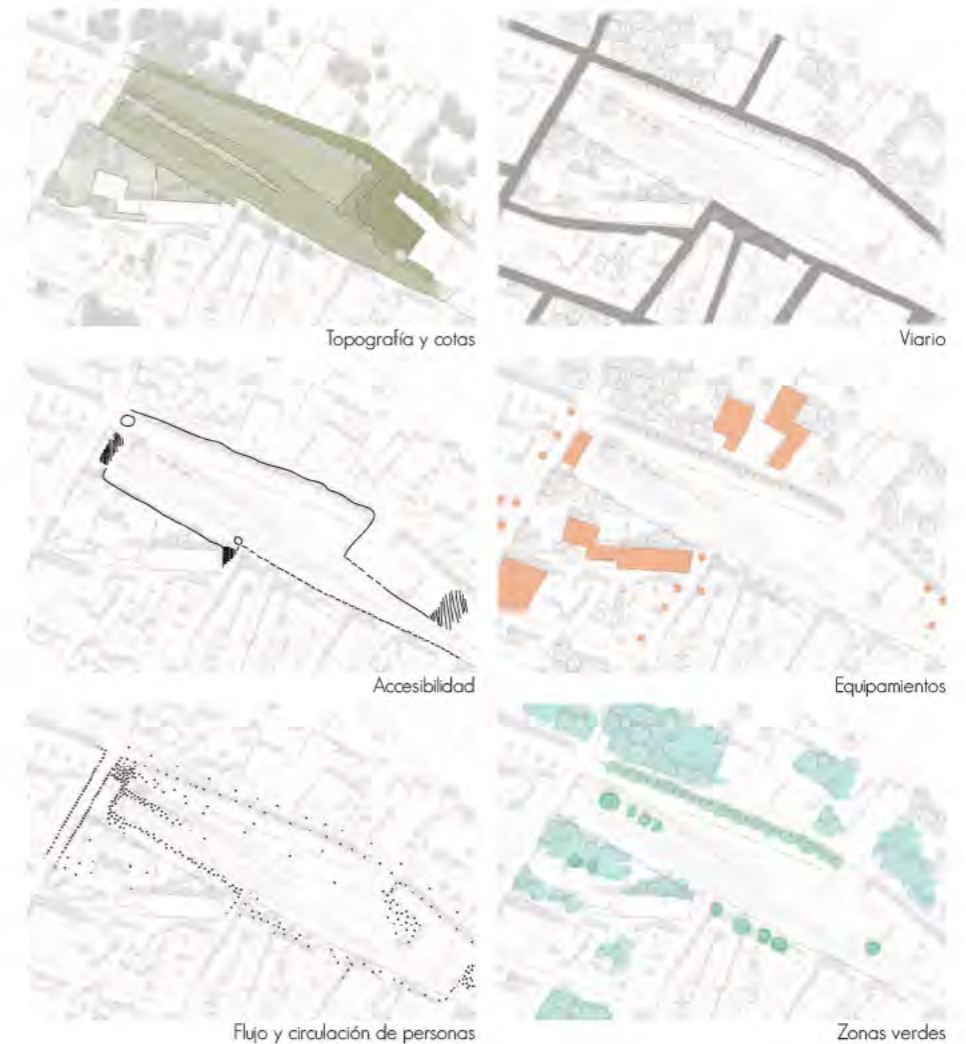 Topografía y cotas
Viario
Accesibilidad
Equipamientos
Flujo y circulación de personas
Zonas verdes